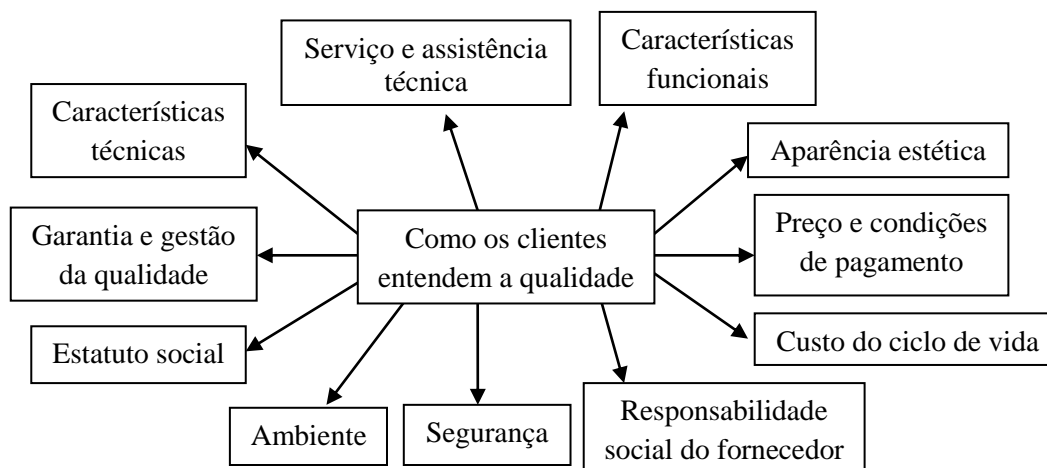 Serviço e assistência
técnica
Características
funcionais
Características
técnicas
Aparência estética
Garantia e gestão
da qualidade
Como os clientes
entendem a qualidade
Preço e condições
de pagamento
Estatuto social
Custo do ciclo de vida
Ambiente
Segurança
Responsabilidade
social do fornecedor